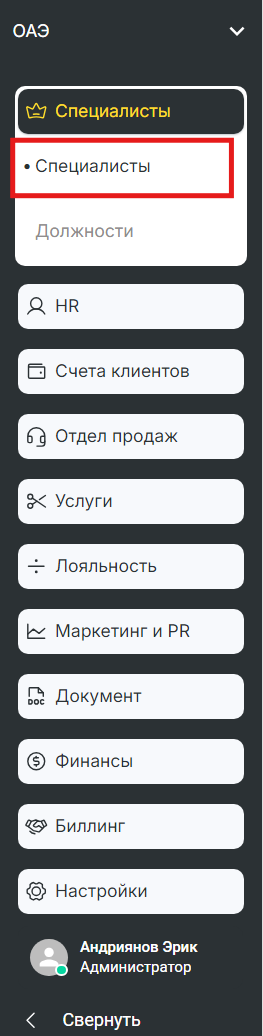 ОАЭ
Специалисты
• Специалисты
Должности
HR
Счета клиентов
Отдел продаж
Услуги
Лояльность
Маркетинг и PR
DOC Документ
Финансы
Биллинг
Настройки
Андриянов Эрик
Администратор
Свернуть